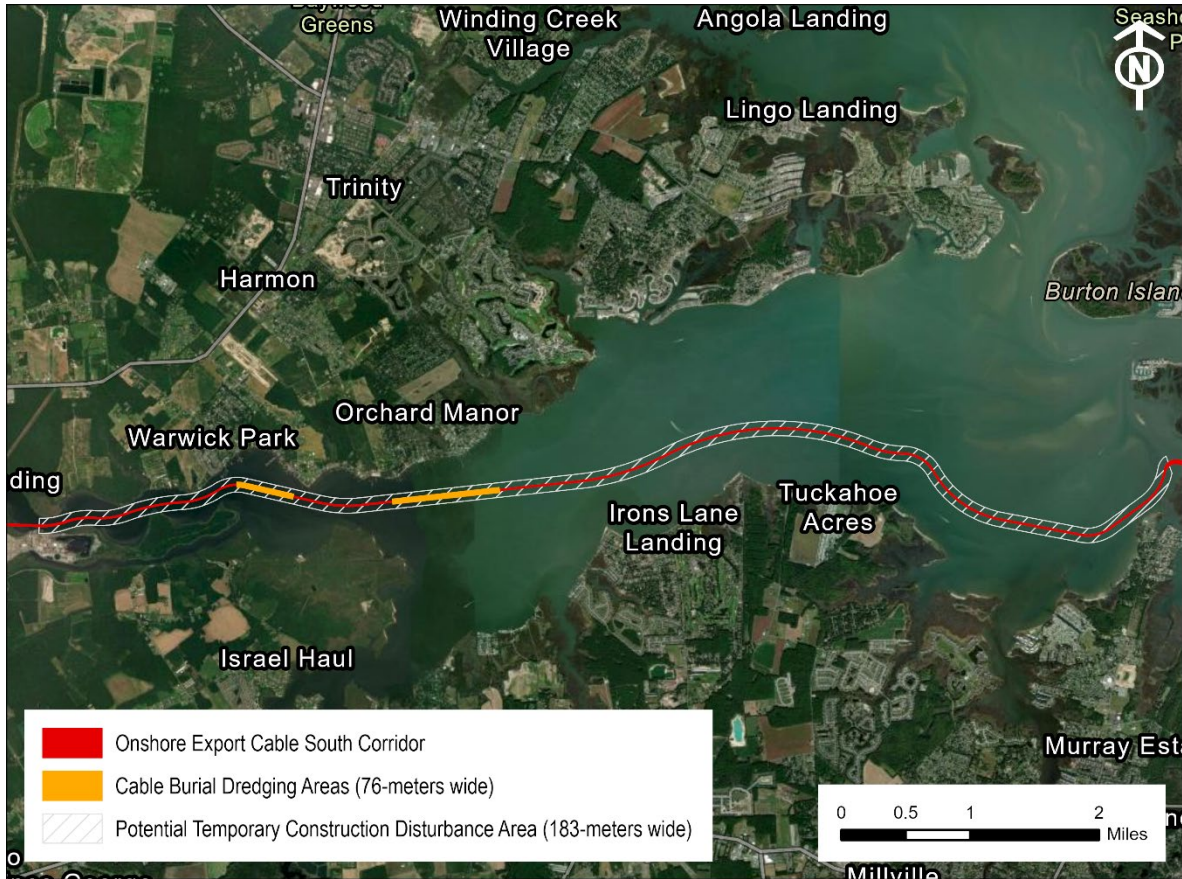 Greens
Winding Creek
Village
Angola Landing
N
Lingo Landing
Trinity
Harmon
Burton Islan
Orchard Manor
Warwick Park
ding
Tuckahoe
Acres
Irons Lane
Landing
Israel Haul
Onshore Export Cable South Corridor
Cable Burial Dredging Areas (76-meters wide)
Potential Temporary Construction Disturbance Area (183-meters wide)
Murray Esta
0 0.5 1 2
Miles
Millville